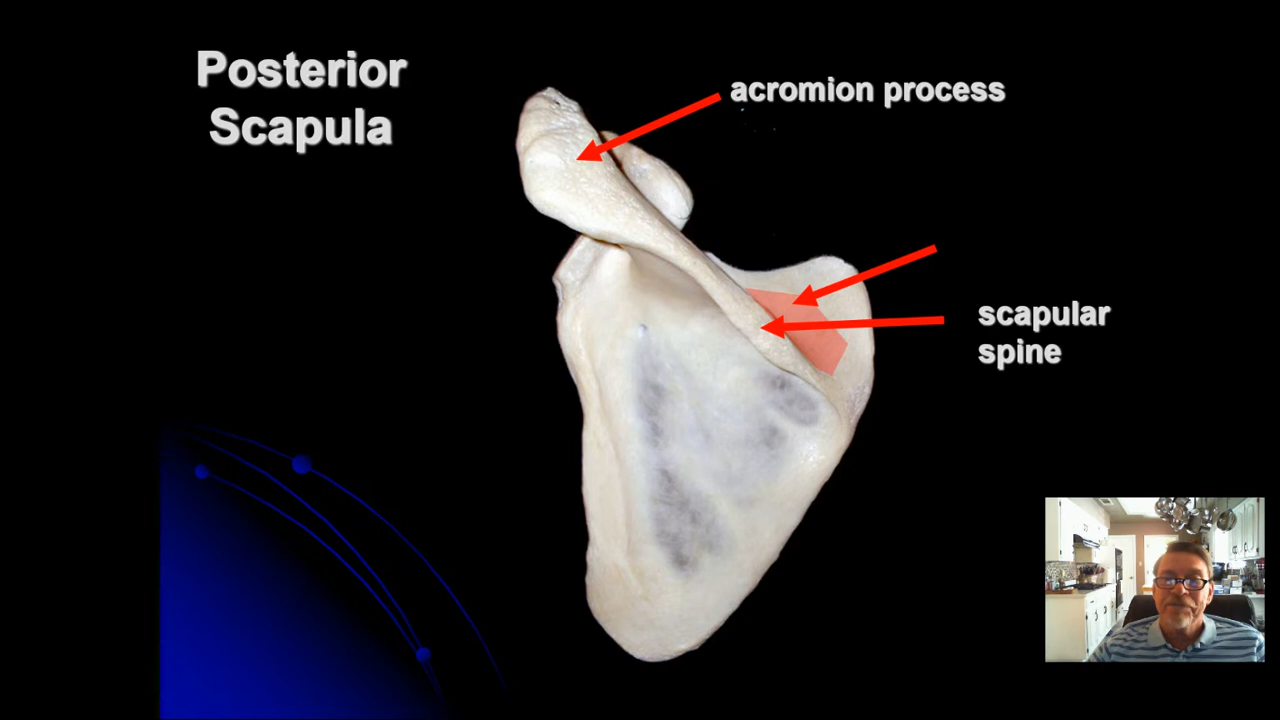 Posterior
Scapula
acromion process
scapular
spine